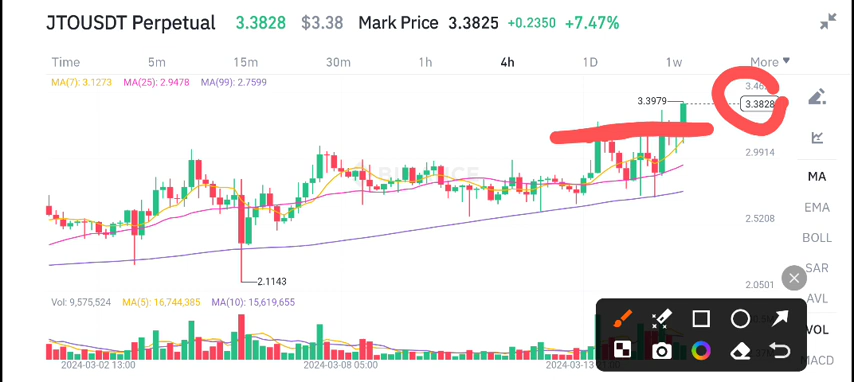 JTOUSDT Perpetual 3.3828 $3.38 Mark Price 3.3825 +0.2350 +7.47%
Time 5m 15m 30m 1h 4h 1D 1w More
MA(7): 3.1273 MA(25): 2.9478 MA(99): 2.7599
3.3979
3.3828
2.9914
BINANCE
MA
EMA
2.5208
BOLL
SAR
2.1143
2.0501
AVL
Vol: 9,575,524 MA(5): 16,744,385 MA(10): 15,619,655
VOL
MACD
2024-03-02 13:00 2024-03-08 05:00